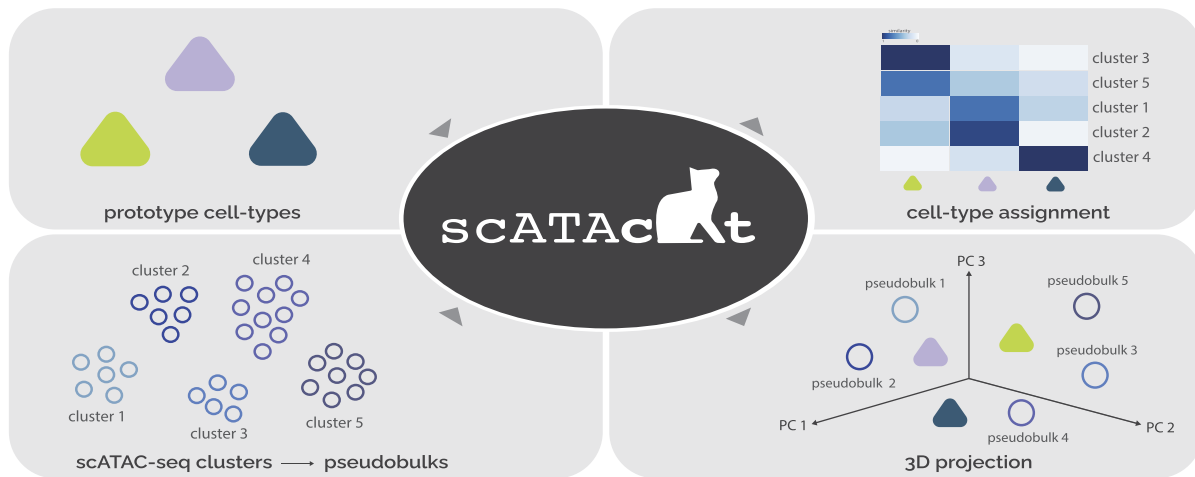 prototype cell-types
similarity
cluster 3
cluster 5
cluster 1
cluster 2
cluster 4
cell-type assignment
scATAcat
cluster 2
cluster 4
cluster 1
cluster 3
cluster 5
scATAC-seq clusters → pseudobulks
PC 3
pseudobulk 1
pseudobulk 5
pseudobulk 3
pseudobulk 2
PC 1
PC 2
pseudobulk 4
3D projection